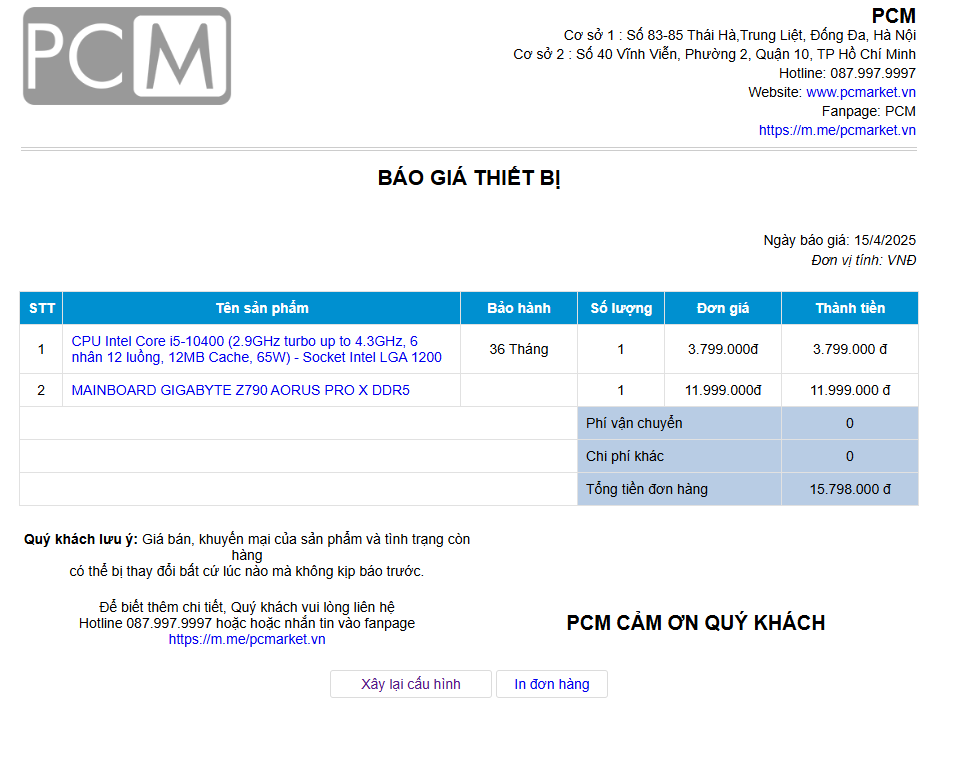 PCM
PCM
Cơ sở 1 : Số 83-85 Thái Hà,Trung Liệt, Đống Đa, Hà Nội
Cơ sở 2 : Số 40 Vĩnh Viễn, Phường 2, Quận 10, TP Hồ Chí Minh
Hotline: 087.997.9997
Website: www.pcmarket.vn
Fanpage: PCM
https://m.me/pcmarket.vn
BÁO GIÁ THIẾT BỊ
Ngày báo giá: 15/4/2025
Đơn vị tính: VNĐ
STT Tên sản phẩm Bảo hành Số lượng Đơn giá Thành tiền
1 CPU Intel Core i5-10400 (2.9GHz turbo up to 4.3GHz, 6
nhân 12 luồng, 12MB Cache, 65W) - Socket Intel LGA 1200 36 Tháng 1 3.799.000đ 3.799.000 đ
2 MAINBOARD GIGABYTE Z790 AORUS PRO X DDR5 1 11.999.000đ 11.999.000 đ
Phí vận chuyển 0
Chi phí khác 0
Tổng tiền đơn hàng 15.798.000 đ
Quý khách lưu ý: Giá bán, khuyến mại của sản phẩm và tình trạng còn
hàng
có thể bị thay đổi bất cứ lúc nào mà không kịp báo trước.
Để biết thêm chi tiết, Quý khách vui lòng liên hệ
Hotline 087.997.9997 hoặc hoặc nhắn tin vào fanpage
https://m.me/pcmarket.vn
PCM CẢM ƠN QUÝ KHÁCH
Xây lại cấu hình
In đơn hàng